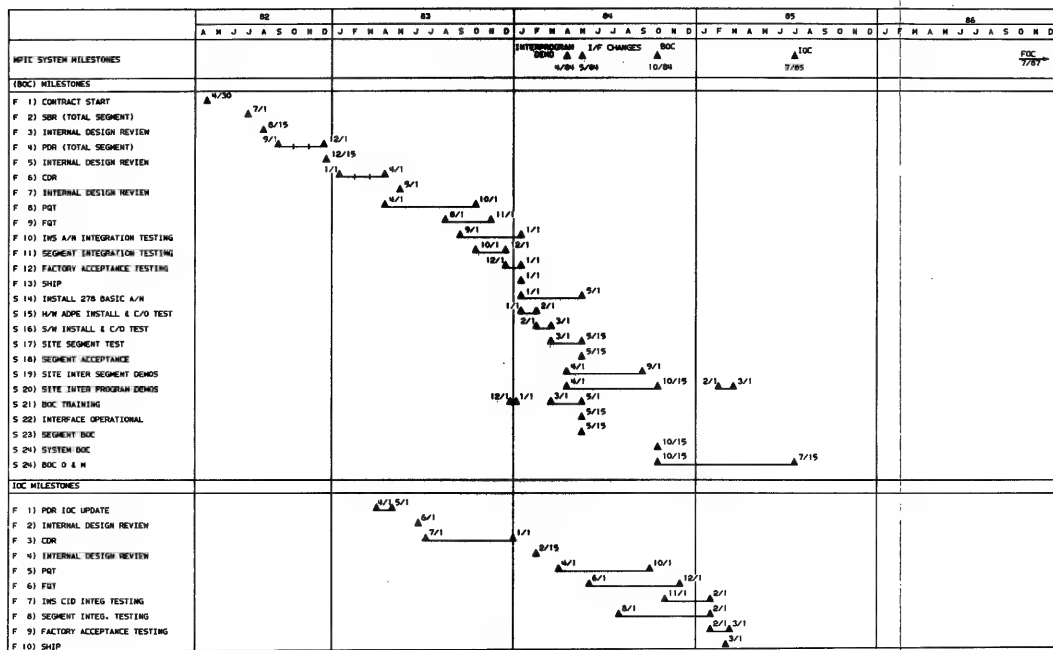 82 83 84 85 86
A M J J A S O N D J F M A M J J A S O N D J F M A M J J A S O N D J F M A M J J A S O N D J F M A M J J A S O N D
NPIC SYSTEM MILESTONES INTERPROGRAM DEMO 4/84 I/F CHANGES 5/84 BOC 10/84 IOC 7/85 FOC 7/87
(BOC) MILESTONES
F 1) CONTRACT START 4/30
F 2) SBR (TOTAL SEGMENT) 7/1
F 3) INTERNAL DESIGN REVIEW 8/15
F 4) PDR (TOTAL SEGMENT) 9/1 12/1
F 5) INTERNAL DESIGN REVIEW 12/15
F 6) CDR 1/1 4/1
F 7) INTERNAL DESIGN REVIEW 5/1
F 8) PQT 4/1 10/1
F 9) FQT 8/1 11/1
F 10) INS A/N INTEGRATION TESTING 9/1 1/1
F 11) SEGMENT INTEGRATION TESTING 10/1 12/1
F 12) FACTORY ACCEPTANCE TESTING 12/1 1/1
F 13) SHIP 1/1
S 14) INSTALL 278 BASIC A/N 1/1 5/1
S 15) H/W ADPE INSTALL & C/O TEST 1/1 2/1
S 16) S/W INSTALL & C/O TEST 2/1 3/1
S 17) SITE SEGMENT TEST 3/1 5/15
S 18) SEGMENT ACCEPTANCE 5/15
S 19) SITE INTER SEGMENT DEMOS 4/1 9/1
S 20) SITE INTER PROGRAM DEMOS 4/1 10/15 2/1 3/1
S 21) BOC TRAINING 12/1 1/1 3/1 5/1
S 22) INTERFACE OPERATIONAL 5/15
S 23) SEGMENT BOC 5/15
S 24) SYSTEM BOC 10/15
S 24) BOC O & M 10/15 7/15
IOC MILESTONES
F 1) PDR IOC UPDATE 4/1 5/1
F 2) INTERNAL DESIGN REVIEW 6/1
F 3) CDR 7/1 1/1
F 4) INTERNAL DESIGN REVIEW 2/15
F 5) PQT 4/1 10/1
F 6) FQT 6/1 12/1
F 7) INS CID INTEG TESTING 11/1 2/1
F 8) SEGMENT INTEG. TESTING 8/1 2/1
F 9) FACTORY ACCEPTANCE TESTING 2/1 3/1
F 10) SHIP 3/1